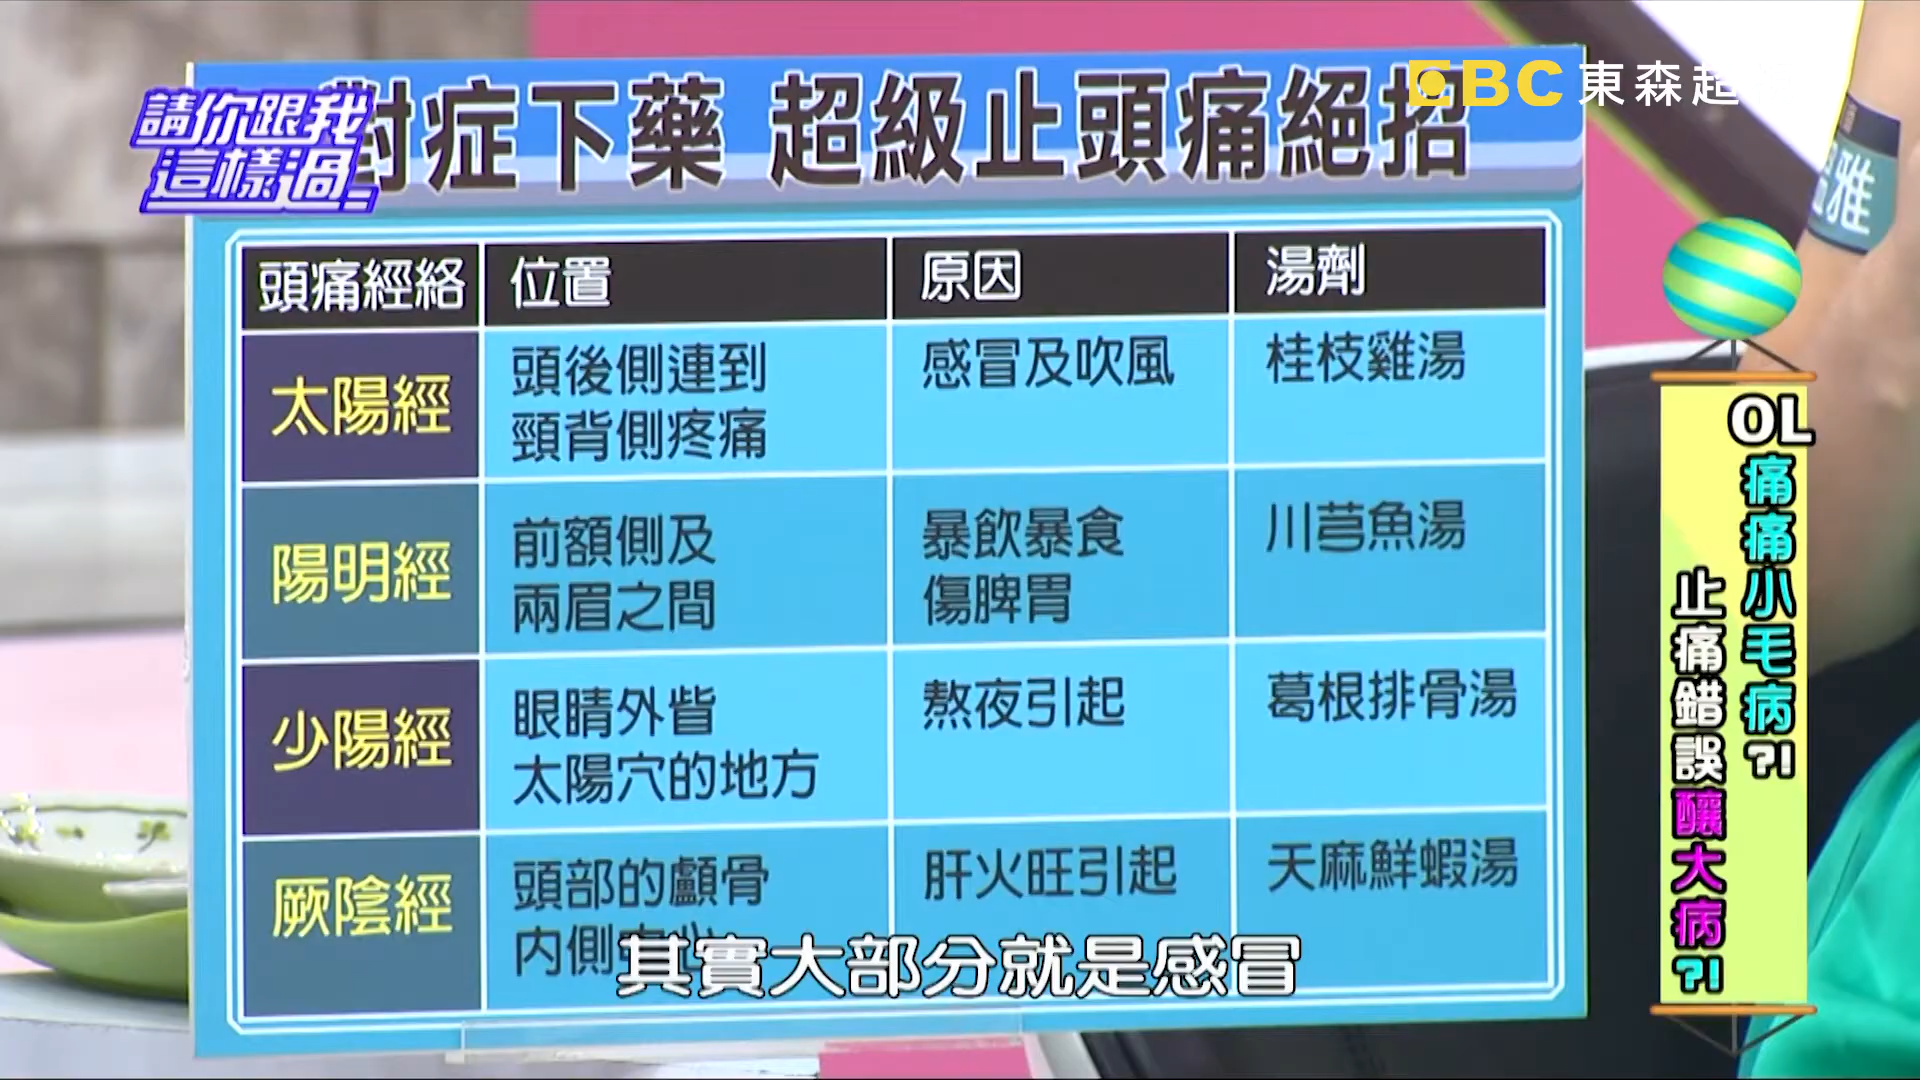 請你跟我
這樣過
對症下藥 超級止頭痛絕招
EBC 東森超
雅
頭痛經絡 位置 原因 湯劑
太陽經 頭後側連到 感冒及吹風 桂枝雞湯
頸背側疼痛
陽明經 前額側及 暴飲暴食 川芎魚湯
兩眉之間 傷脾胃
少陽經 眼睛外眥 熬夜引起 葛根排骨湯
太陽穴的地方
厥陰經 頭部的顱骨 肝火旺引起 天麻鮮蝦湯
內側中心
其實大部分就是感冒
OL痛痛小毛病?!
止痛錯誤釀大病?!